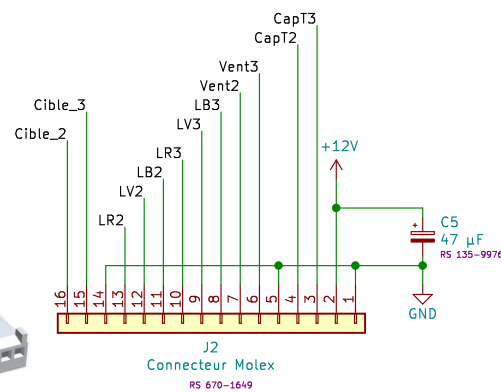 CapT3
CapT2
Vent3
Vent2
Cible_3
LB3
LV3
Cible_2
+12V
LR3
LB2
LV2
LR2
+
C5
47 µF
RS 135-9976
16
15
14
13
12
11
10
9
8
7
6
5
4
3
2
1
GND
J2
Connecteur Molex
RS 670-1649